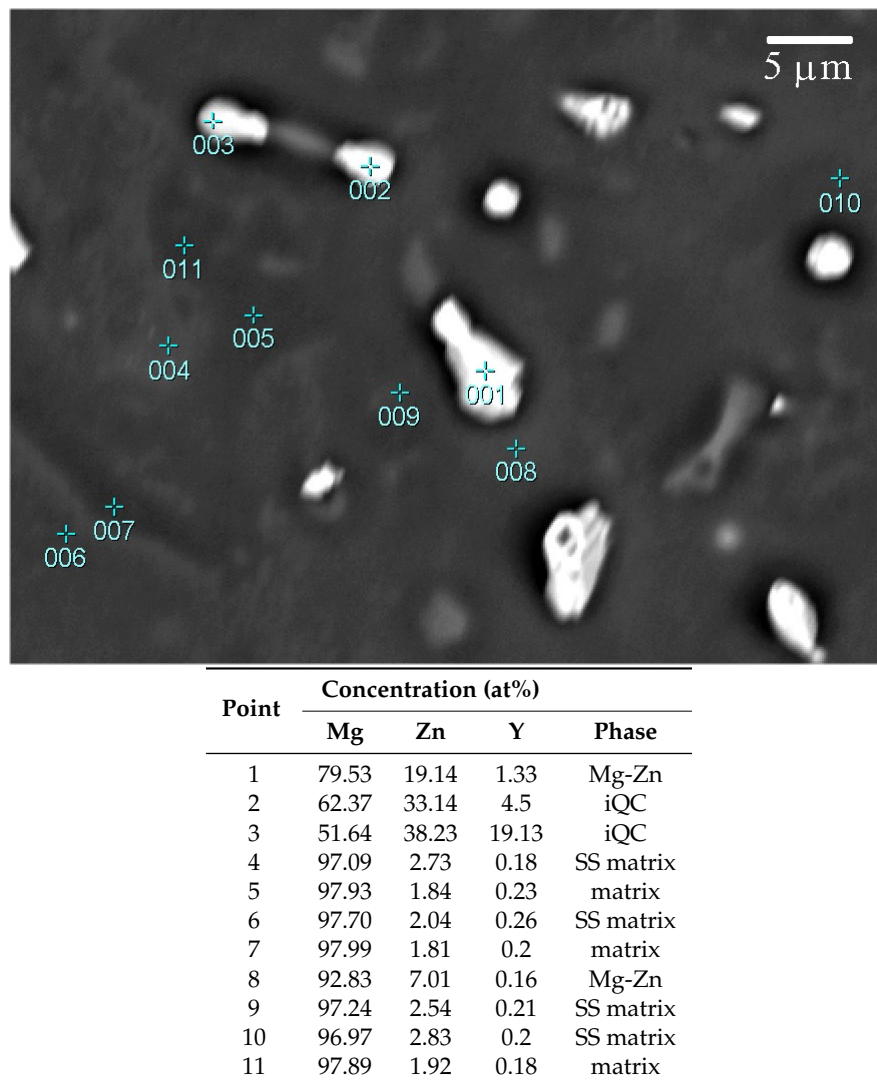 5 μm
003
002
010
011
005
004
001
009
008
007
006
Concentration (at%)
Point
Mg Zn Y Phase
1 79.53 19.14 1.33 Mg-Zn
2 62.37 33.14 4.5 iQC
3 51.64 38.23 19.13 iQC
4 97.09 2.73 0.18 SS matrix
5 97.93 1.84 0.23 matrix
6 97.70 2.04 0.26 SS matrix
7 97.99 1.81 0.2 matrix
8 92.83 7.01 0.16 Mg-Zn
9 97.24 2.54 0.21 SS matrix
10 96.97 2.83 0.2 SS matrix
11 97.89 1.92 0.18 matrix